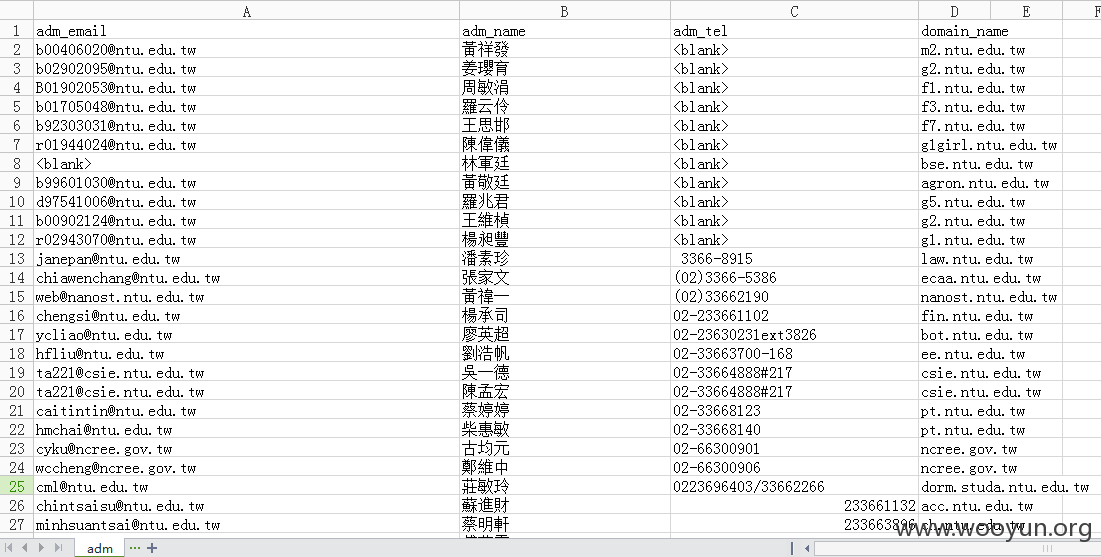 A B C D E F
1 adm_email adm_name adm_tel domain_name
2 b00406020@ntu.edu.tw 黃祥發 <blank> m2.ntu.edu.tw
3 b02902095@ntu.edu.tw 姜瓔育 <blank> g2.ntu.edu.tw
4 B01902053@ntu.edu.tw 周敏涓 <blank> f1.ntu.edu.tw
5 b01705048@ntu.edu.tw 羅云伶 <blank> f3.ntu.edu.tw
6 b92303031@ntu.edu.tw 王思邯 <blank> f7.ntu.edu.tw
7 r01944024@ntu.edu.tw 陳偉儀 <blank> glgirl.ntu.edu.tw
8 <blank> 林軍廷 <blank> bse.ntu.edu.tw
9 b99601030@ntu.edu.tw 黃敬廷 <blank> agron.ntu.edu.tw
10 d97541006@ntu.edu.tw 羅兆君 <blank> g5.ntu.edu.tw
11 b00902124@ntu.edu.tw 王維楨 <blank> g2.ntu.edu.tw
12 r02943070@ntu.edu.tw 楊昶豐 <blank> g1.ntu.edu.tw
13 janepan@ntu.edu.tw 潘素珍 3366-8915 law.ntu.edu.tw
14 chiawenchang@ntu.edu.tw 張家文 (02)3366-5386 ecaa.ntu.edu.tw
15 web@nanost.ntu.edu.tw 黃禕一 (02)33662190 nanost.ntu.edu.tw
16 chengsi@ntu.edu.tw 楊承司 02-233661102 fin.ntu.edu.tw
17 ycliao@ntu.edu.tw 廖英超 02-23630231ext3826 bot.ntu.edu.tw
18 hfliu@ntu.edu.tw 劉浩帆 02-33663700-168 ee.ntu.edu.tw
19 ta221@csie.ntu.edu.tw 吳一德 02-33664888#217 csie.ntu.edu.tw
20 ta221@csie.ntu.edu.tw 陳孟宏 02-33664888#217 csie.ntu.edu.tw
21 caitintin@ntu.edu.tw 蔡婷婷 02-33668123 pt.ntu.edu.tw
22 hmchai@ntu.edu.tw 柴惠敏 02-33668140 pt.ntu.edu.tw
23 cyku@ncree.gov.tw 古均元 02-66300901 ncree.gov.tw
24 wccheng@ncree.gov.tw 鄭維中 02-66300906 ncree.gov.tw
25 cml@ntu.edu.tw 莊敏玲 0223696403/33662266 dorm.studa.ntu.edu.tw
26 chintsaisu@ntu.edu.tw 蘇進財 233661132 acc.ntu.edu.tw
27 minhsuantsai@ntu.edu.tw 蔡明軒 233663896 ch.ntu.edu.tw
www.wooyun.org
adm ··· +